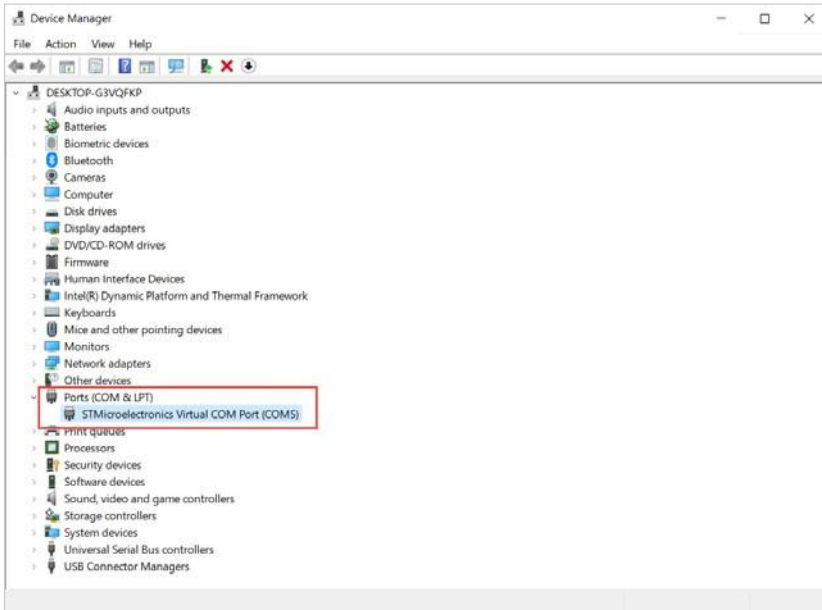 Device Manager
File Action View Help
DESKTOP-G3VQFKP
Audio inputs and outputs
Batteries
Biometric devices
Bluetooth
Cameras
Computer
Disk drives
Display adapters
DVD/CD-ROM drives
Firmware
Human Interface Devices
Intel(R) Dynamic Platform and Thermal Framework
Keyboards
Mice and other pointing devices
Monitors
Network adapters
Other devices
Ports (COM & LPT)
STMicroelectronics Virtual COM Port (COM5)
Print queues
Processors
Security devices
Software devices
Sound, video and game controllers
Storage controllers
System devices
Universal Serial Bus controllers
USB Connector Managers